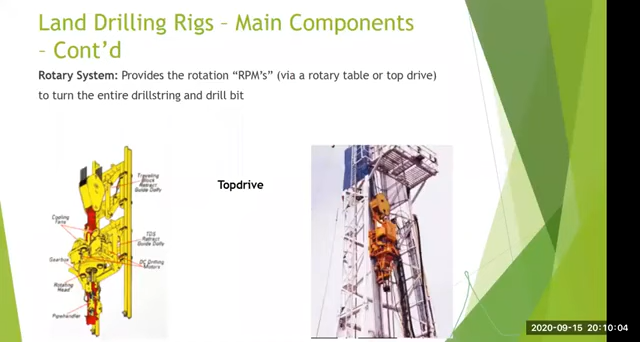 Land Drilling Rigs – Main Components
– Cont’d
Rotary System: Provides the rotation “RPM’s” (via a rotary table or top drive)
to turn the entire drillstring and drill bit
Topdrive
Traveling
Block
Retract
Guide Dolly
Cooling
Fans
TDS
Retract
Guide Dolly
Gearbox
DC Drilling
Motors
Rotating
Head
Pipehandler
2020-09-15 20:10:04